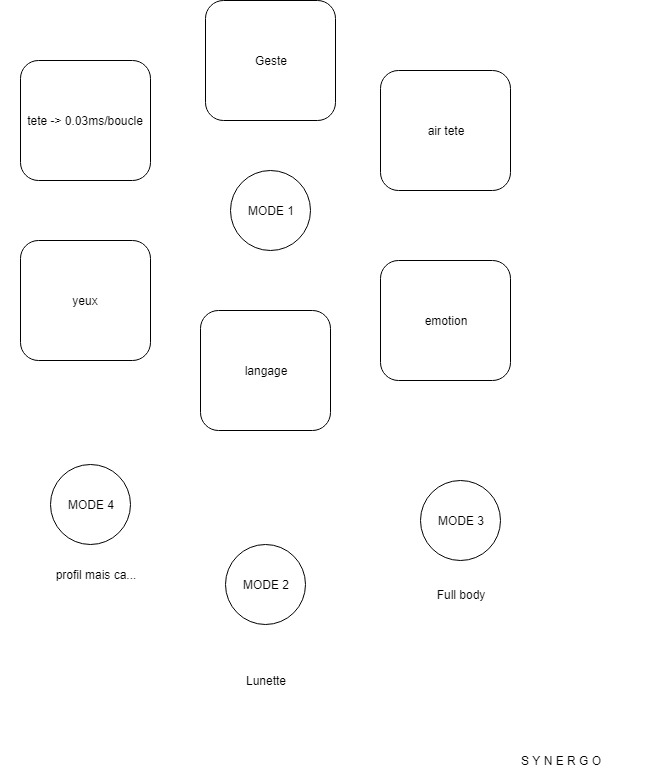 Geste
tete -> 0.03ms/boucle
air tete
MODE 1
yeux
emotion
langage
MODE 4
MODE 3
profil mais ca...
MODE 2
Full body
Lunette
SYNERGO